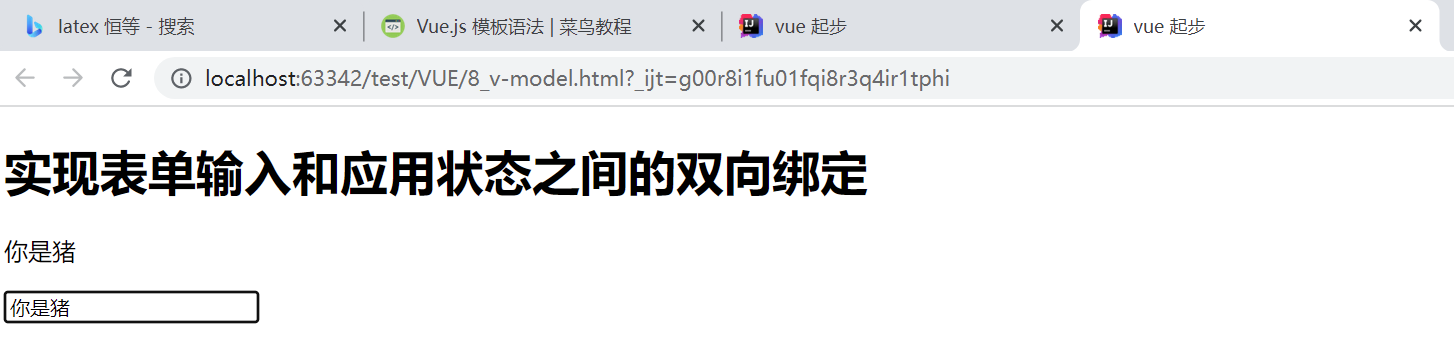 latex 恒等 - 搜索
Vue.js 模板语法 | 菜鸟教程
vue 起步
vue 起步
localhost:63342/test/VUE/8_v-model.html?_ijt=g00r8i1fu01fqi8r3q4ir1tphi
实现表单输入和应用状态之间的双向绑定
你是猪
你是猪